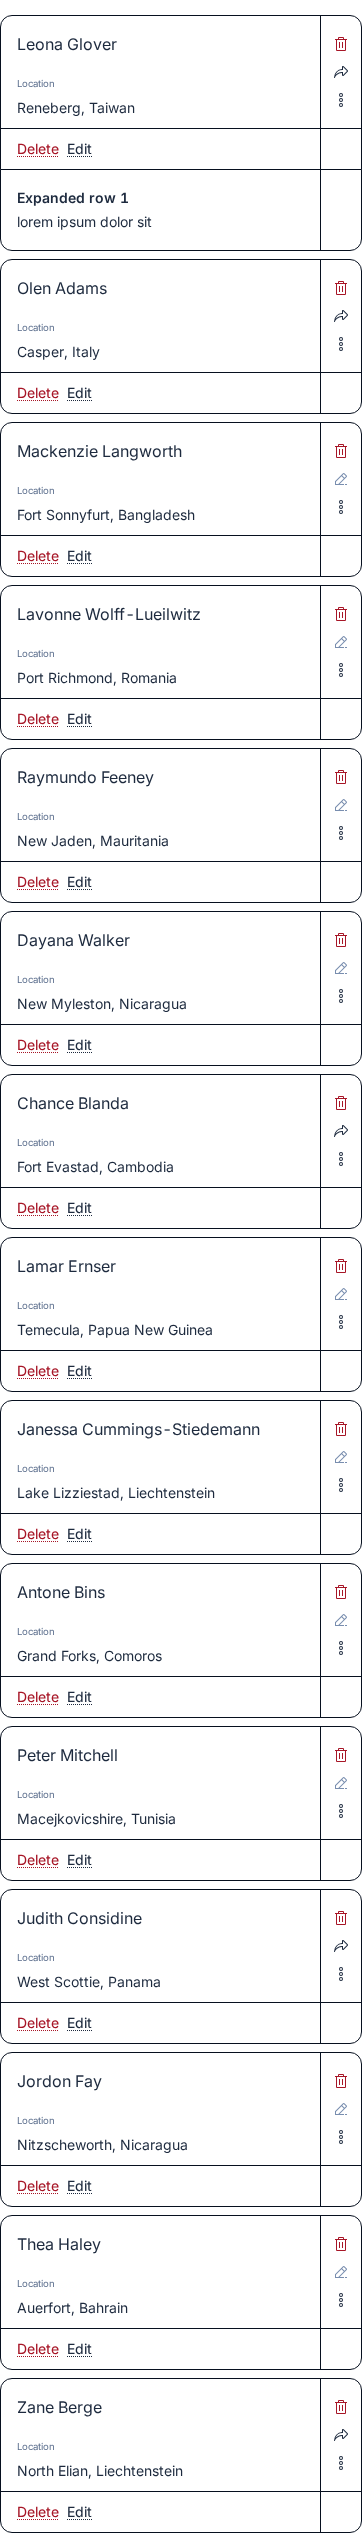 Leona Glover
Location
Reneberg, Taiwan
Delete Edit
Expanded row 1
lorem ipsum dolor sit
Olen Adams
Location
Casper, Italy
Delete Edit
Mackenzie Langworth
Location
Fort Sonnyfurt, Bangladesh
Delete Edit
Lavonne Wolff-Lueilwitz
Location
Port Richmond, Romania
Delete Edit
Raymundo Feeney
Location
New Jaden, Mauritania
Delete Edit
Dayana Walker
Location
New Myleston, Nicaragua
Delete Edit
Chance Blanda
Location
Fort Evastad, Cambodia
Delete Edit
Lamar Ernser
Location
Temecula, Papua New Guinea
Delete Edit
Janessa Cummings-Stiedemann
Location
Lake Lizziestad, Liechtenstein
Delete Edit
Antone Bins
Location
Grand Forks, Comoros
Delete Edit
Peter Mitchell
Location
Macejkovicshire, Tunisia
Delete Edit
Judith Considine
Location
West Scottie, Panama
Delete Edit
Jordon Fay
Location
Nitzscheworth, Nicaragua
Delete Edit
Thea Haley
Location
Auerfort, Bahrain
Delete Edit
Zane Berge
Location
North Elian, Liechtenstein
Delete Edit